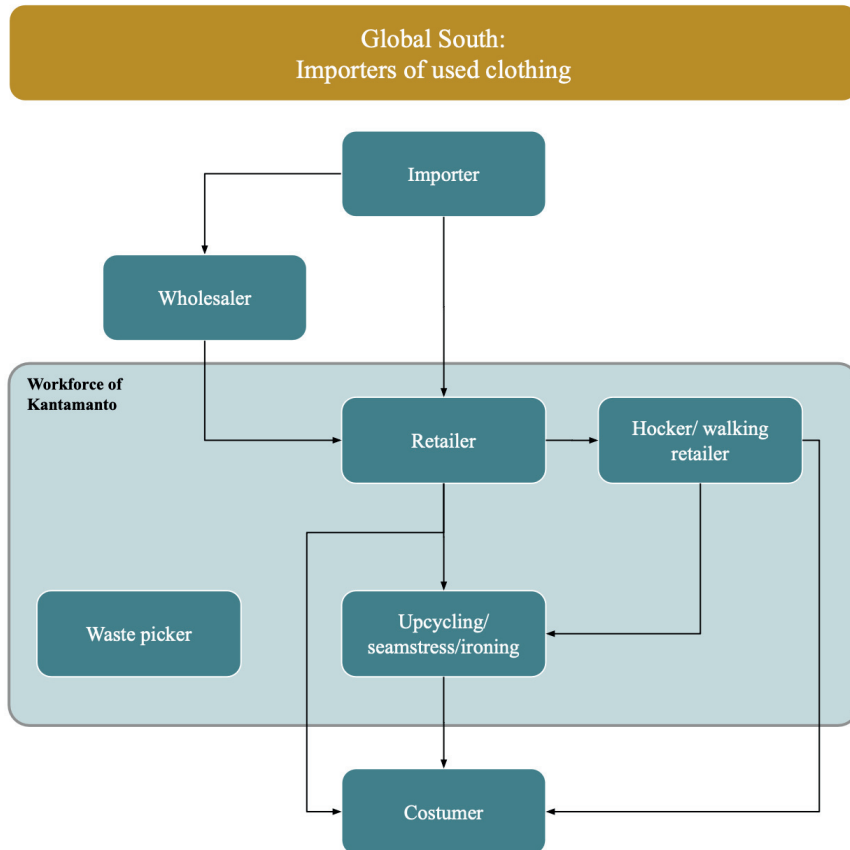 Global South:
Importers of used clothing
Importer
Wholesaler
Workforce of
Kantamanto
Retailer
Hocker/ walking
retailer
Waste picker
Upcycling/
seamstress/ironing
Costumer